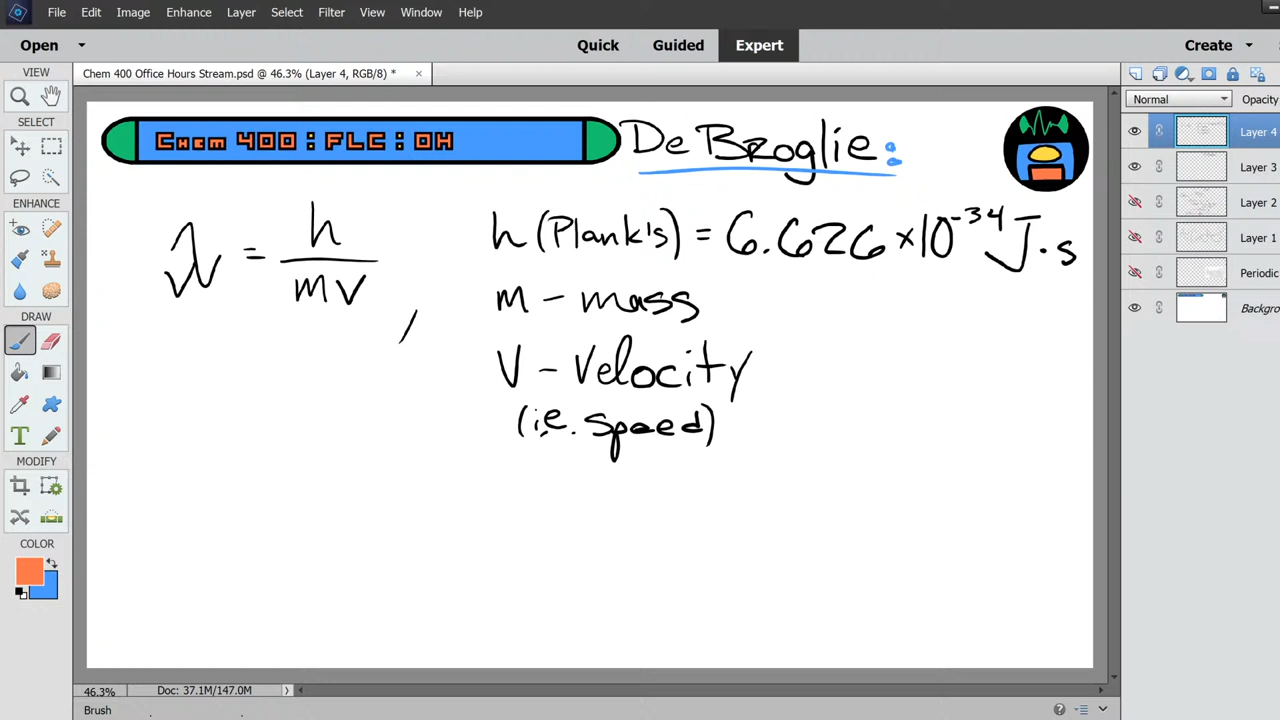 File Edit Image Enhance Layer Select Filter View Window Help
Open Quick Guided Expert Create
VIEW
Chem 400 Office Hours Stream.psd @ 46.3% (Layer 4, RGB/8) * ×
SELECT
ENHANCE
DRAW
MODIFY
COLOR
Normal Opacity
Layer 4
Layer 3
Layer 2
Layer 1
Periodic
Backgro
Chem 400 : FLC : OH
De Broglie:
λ = h / mv ,
h (Plank's) = 6.626 × 10⁻³⁴ J · s
m - mass
V - Velocity
(i.e. Speed)
46.3% Doc: 37.1M/147.0M
Brush